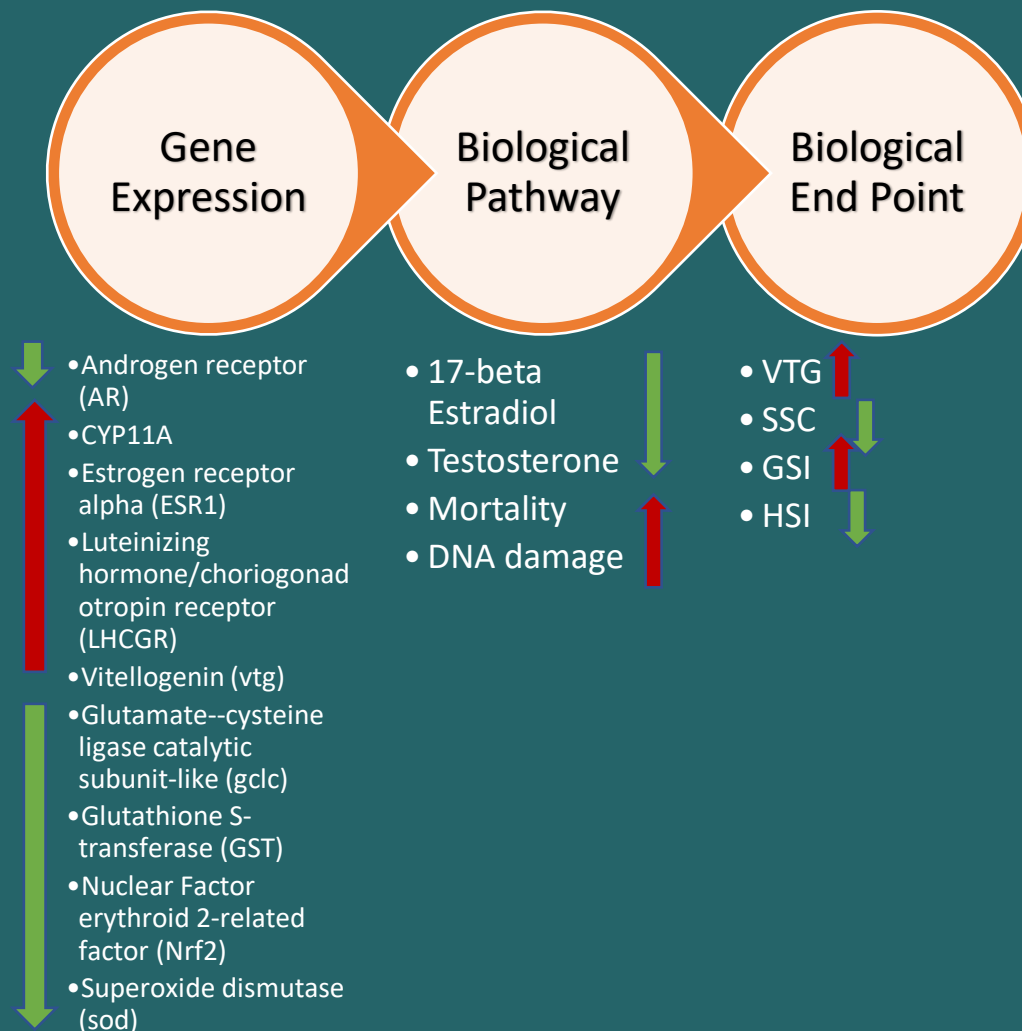 Gene
Expression
Biological
Pathway
Biological
End Point
•Androgen receptor
(AR)
•CYP11A
•Estrogen receptor
alpha (ESR1)
•Luteinizing
hormone/choriogonad
otropin receptor
(LHCGR)
•Vitellogenin (vtg)
•Glutamate--cysteine
ligase catalytic
subunit-like (gclc)
•Glutathione S-
transferase (GST)
•Nuclear Factor
erythroid 2-related
factor (Nrf2)
•Superoxide dismutase
(sod)
• 17-beta
Estradiol
• Testosterone
• Mortality
• DNA damage
• VTG
• SSC
• GSI
• HSI